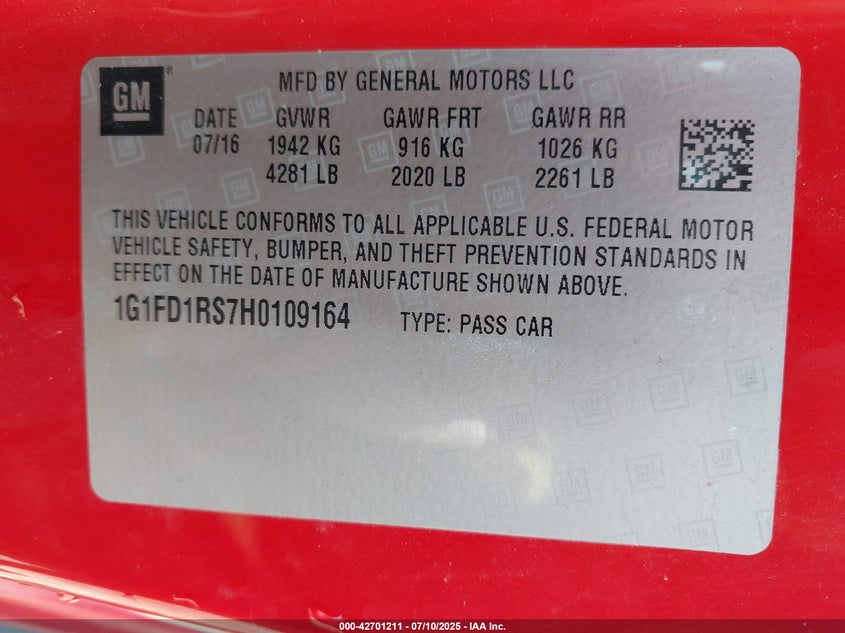 GM ®
MFD BY GENERAL MOTORS LLC
DATE GVWR GAWR FRT GAWR RR
07/16 1942 KG 916 KG 1026 KG
4281 LB 2020 LB 2261 LB
THIS VEHICLE CONFORMS TO ALL APPLICABLE U.S. FEDERAL MOTOR
VEHICLE SAFETY, BUMPER, AND THEFT PREVENTION STANDARDS IN
EFFECT ON THE DATE OF MANUFACTURE SHOWN ABOVE.
1G1FD1RS7H0109164 TYPE: PASS CAR
000-42701211 - 07/10/2025 - IAA Inc.